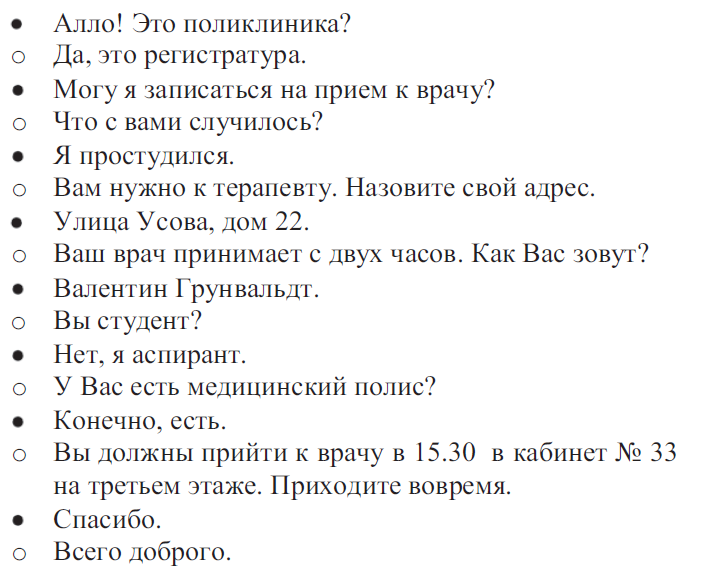 • Алло! Это поликлиника?
○ Да, это регистратура.
• Могу я записаться на прием к врачу?
○ Что с вами случилось?
• Я простудился.
○ Вам нужно к терапевту. Назовите свой адрес.
• Улица Усова, дом 22.
○ Ваш врач принимает с двух часов. Как Вас зовут?
• Валентин Грунвальдт.
○ Вы студент?
• Нет, я аспирант.
○ У Вас есть медицинский полис?
• Конечно, есть.
○ Вы должны прийти к врачу в 15.30 в кабинет № 33
на третьем этаже. Приходите вовремя.
• Спасибо.
○ Всего доброго.